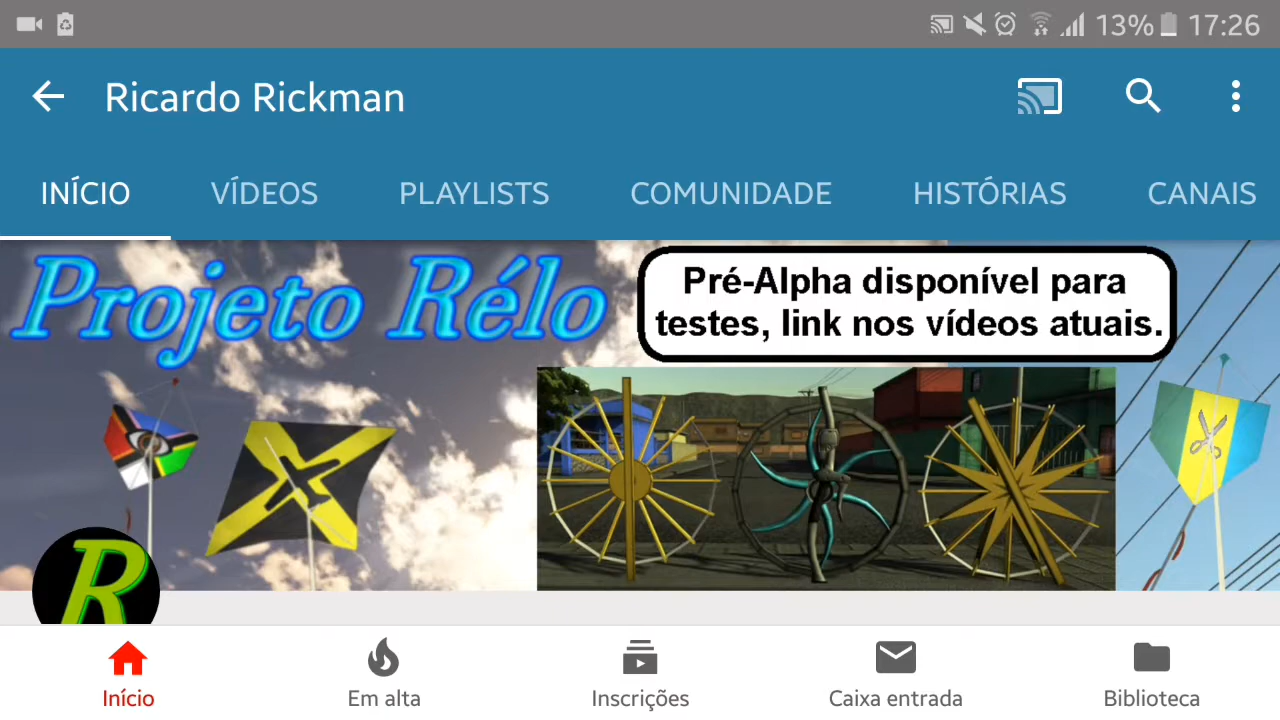 13% 17:26
Ricardo Rickman
INÍCIO VÍDEOS PLAYLISTS COMUNIDADE HISTÓRIAS CANAIS
Projeto Rélo
Pré-Alpha disponível para
testes, link nos vídeos atuais.
R
Início Em alta Inscrições Caixa entrada Biblioteca